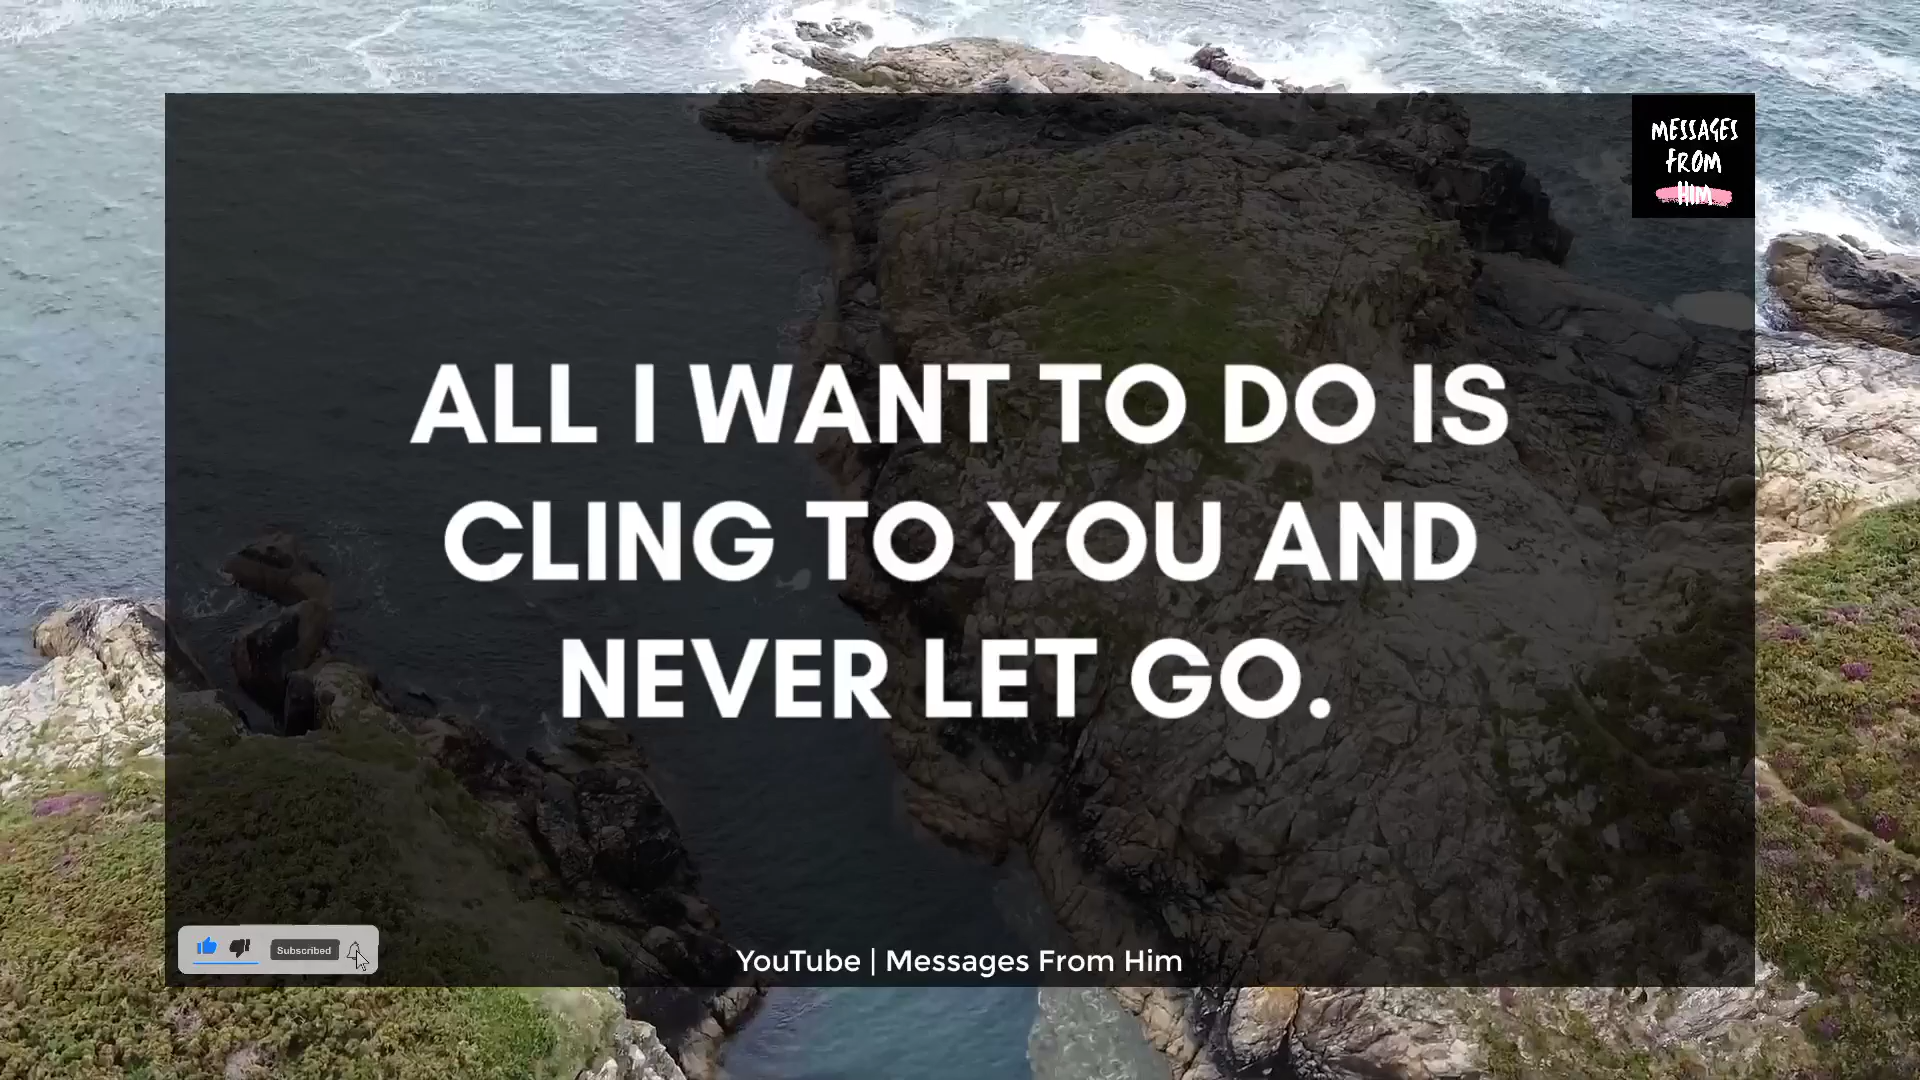 MESSAGES
FROM
HIM
ALL I WANT TO DO IS
CLING TO YOU AND
NEVER LET GO.
Subscribed
YouTube | Messages From Him